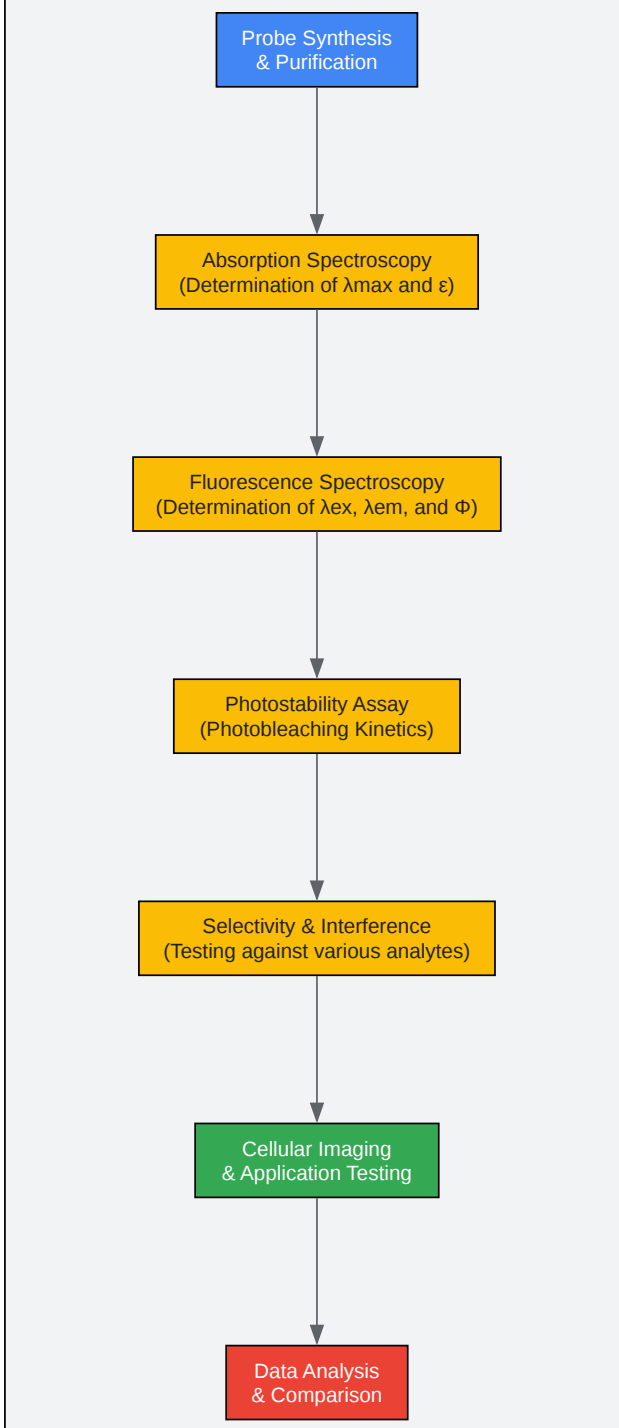 Probe Synthesis
& Purification
Absorption Spectroscopy
(Determination of λmax and ε)
Fluorescence Spectroscopy
(Determination of λex, λem, and Φ)
Photostability Assay
(Photobleaching Kinetics)
Selectivity & Interference
(Testing against various analytes)
Cellular Imaging
& Application Testing
Data Analysis
& Comparison